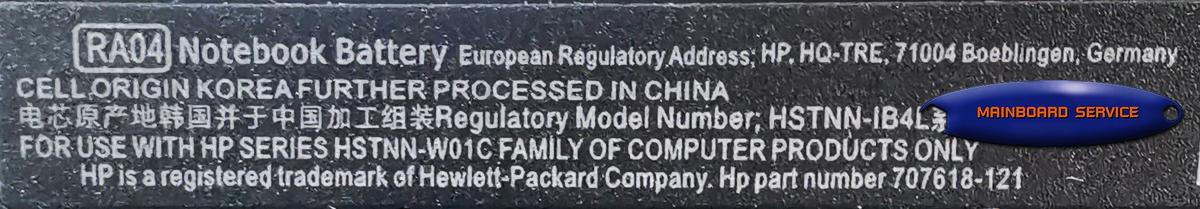 RA04 Notebook Battery European Regulatory Address; HP, HQ-TRE, 71004 Boeblingen, Germany
CELL ORIGIN KOREA FURTHER PROCESSED IN CHINA
电芯原产地韩国并于中国加工组装Regulatory Model Number; HSTNN-IB4L
MAINBOARD SERVICE
FOR USE WITH HP SERIES HSTNN-W01C FAMILY OF COMPUTER PRODUCTS ONLY
HP is a registered trademark of Hewlett-Packard Company. Hp part number 707618-121